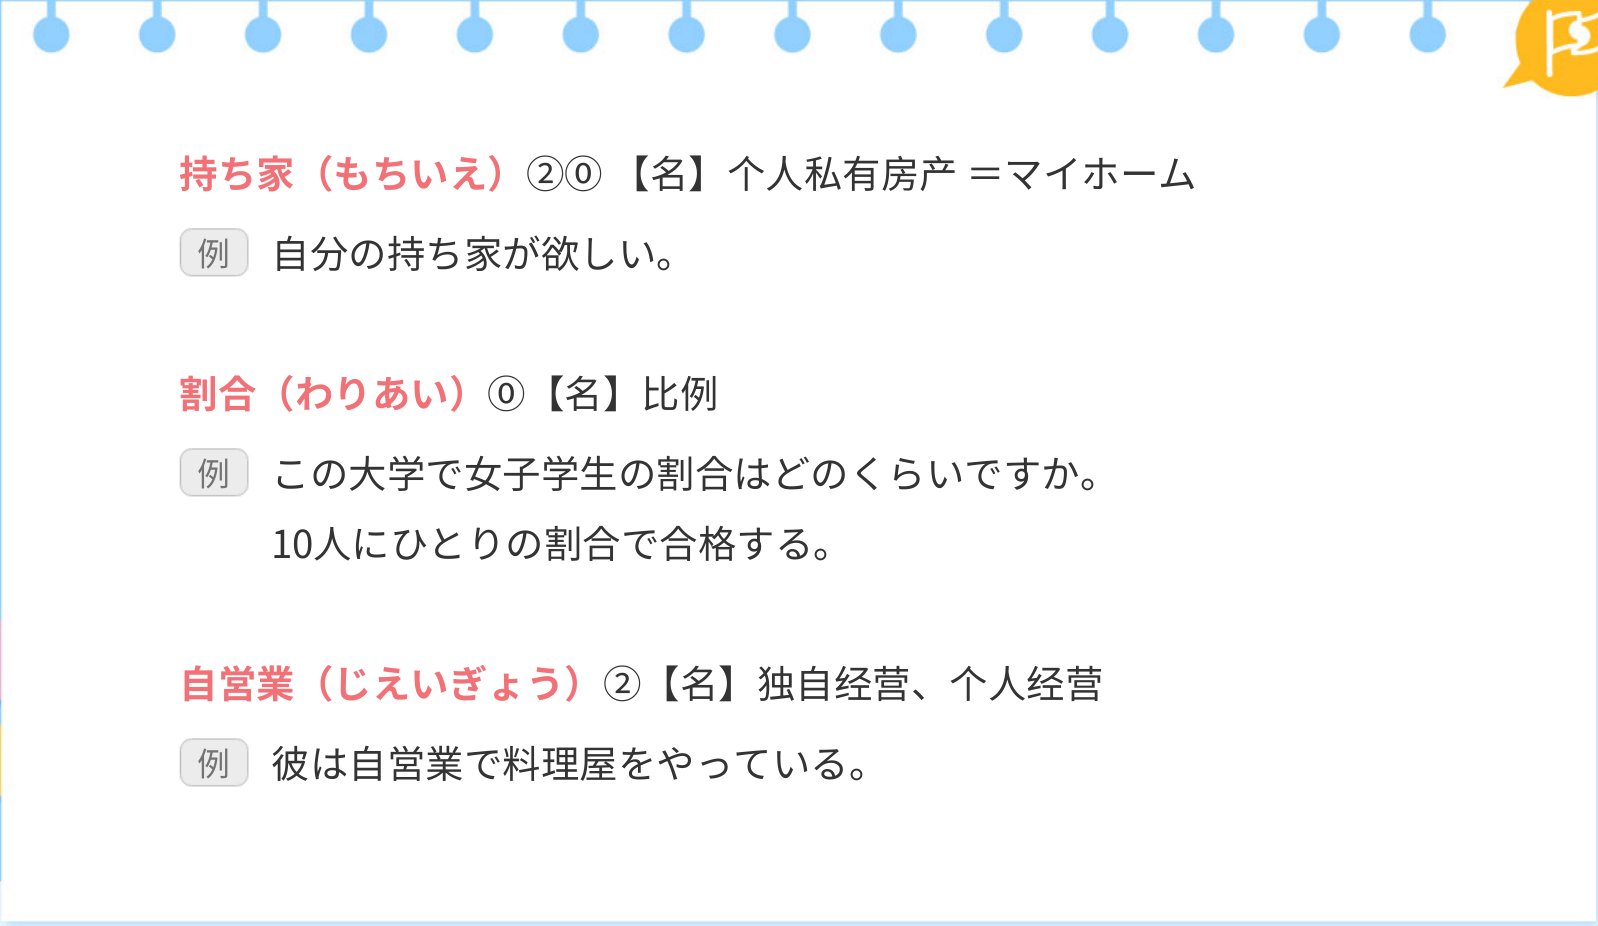 持ち家（もちいえ）②⓪ 【名】个人私有房产 ＝マイホーム
例 自分の持ち家が欲しい。
割合（わりあい）⓪【名】比例
例 この大学で女子学生の割合はどのくらいですか。
10人にひとりの割合で合格する。
自営業（じえいぎょう）②【名】独自经营、个人经营
例 彼は自営業で料理屋をやっている。